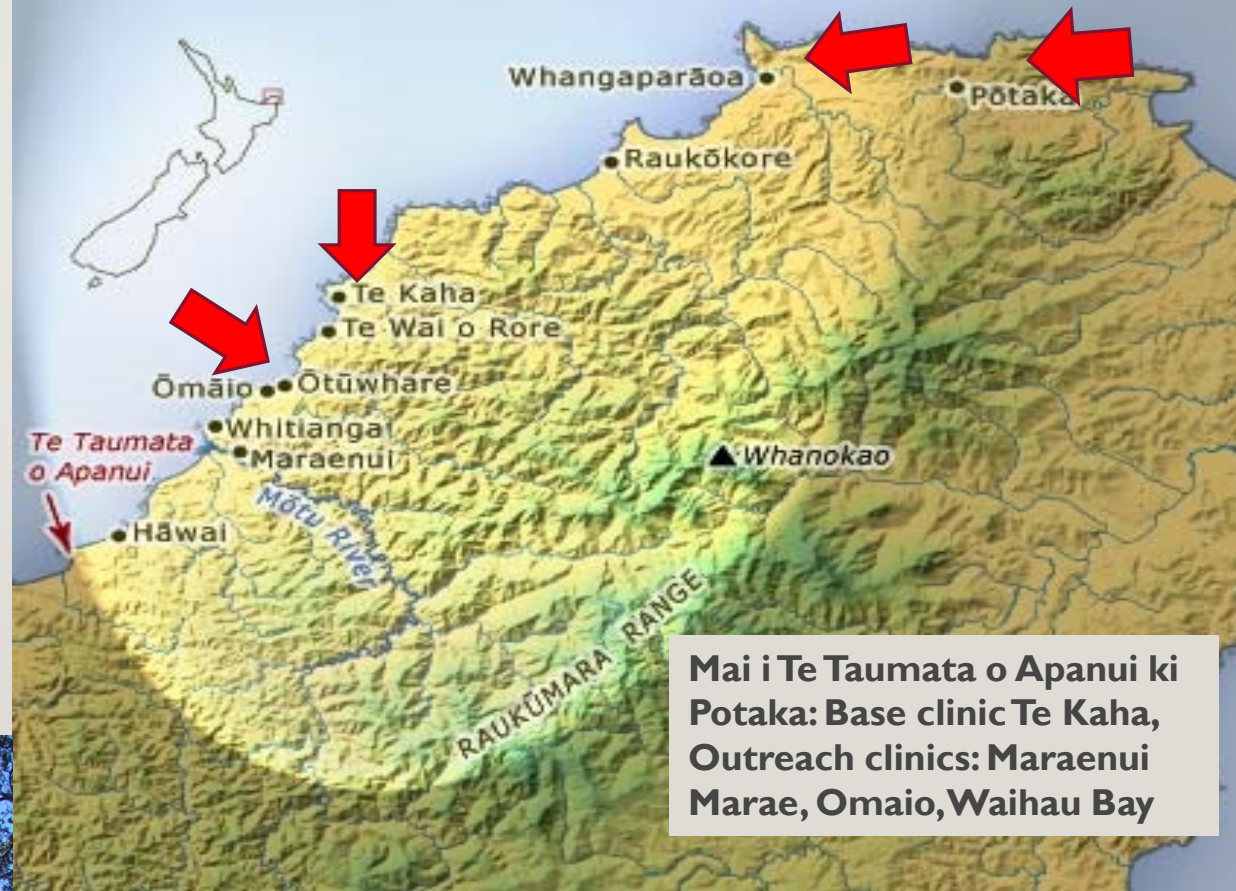 Whangaparāoa
Pōtaka
Raukōkore
Te Kaha
Te Wai o Rore
Ōmāio
Ōtūwhare
Whitiangai
Te Taumata
o Apanui
Maraenui
Whanokao
Mōtu River
Hāwai
RAUKŪMARA RANGE
Mai i Te Taumata o Apanui ki
Potaka: Base clinic Te Kaha,
Outreach clinics: Maraenui
Marae, Omaio, Waihau Bay